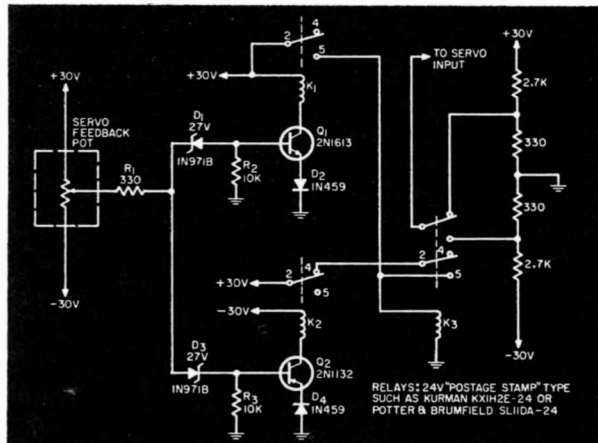 4
2
5
+30V
K1
+30V
TO SERVO
INPUT
+30V
2.7K
SERVO
FEEDBACK
POT
D1
27V
1N971B
Q1
2N1613
R1
330
R2
10K
D2
1N459
330
330
4
2
5
2.7K
-30V
+30V
2
4
5
-30V
K2
K3
D3
27V
1N971B
Q2
2N1132
R3
10K
D4
1N459
-30V
RELAYS: 24V "POSTAGE STAMP" TYPE
SUCH AS KURMAN KXIH2E-24 OR
POTTER & BRUMFIELD SL11DA-24